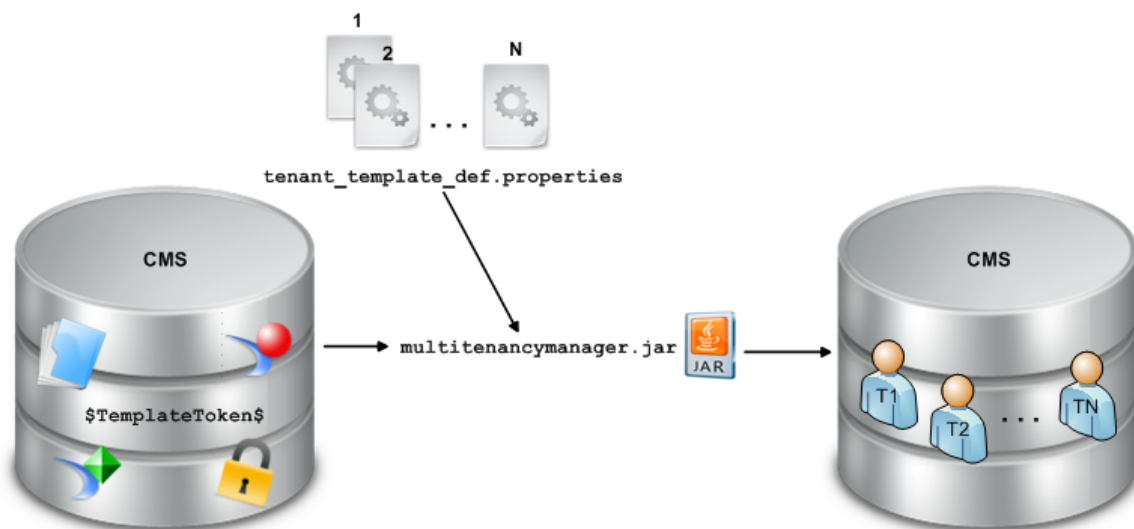 1
2
N
. . .
tenant_template_def.properties
CMS
CMS
multitenancymanager.jar
JAR
$TemplateToken$
T1
T2
. . .
TN